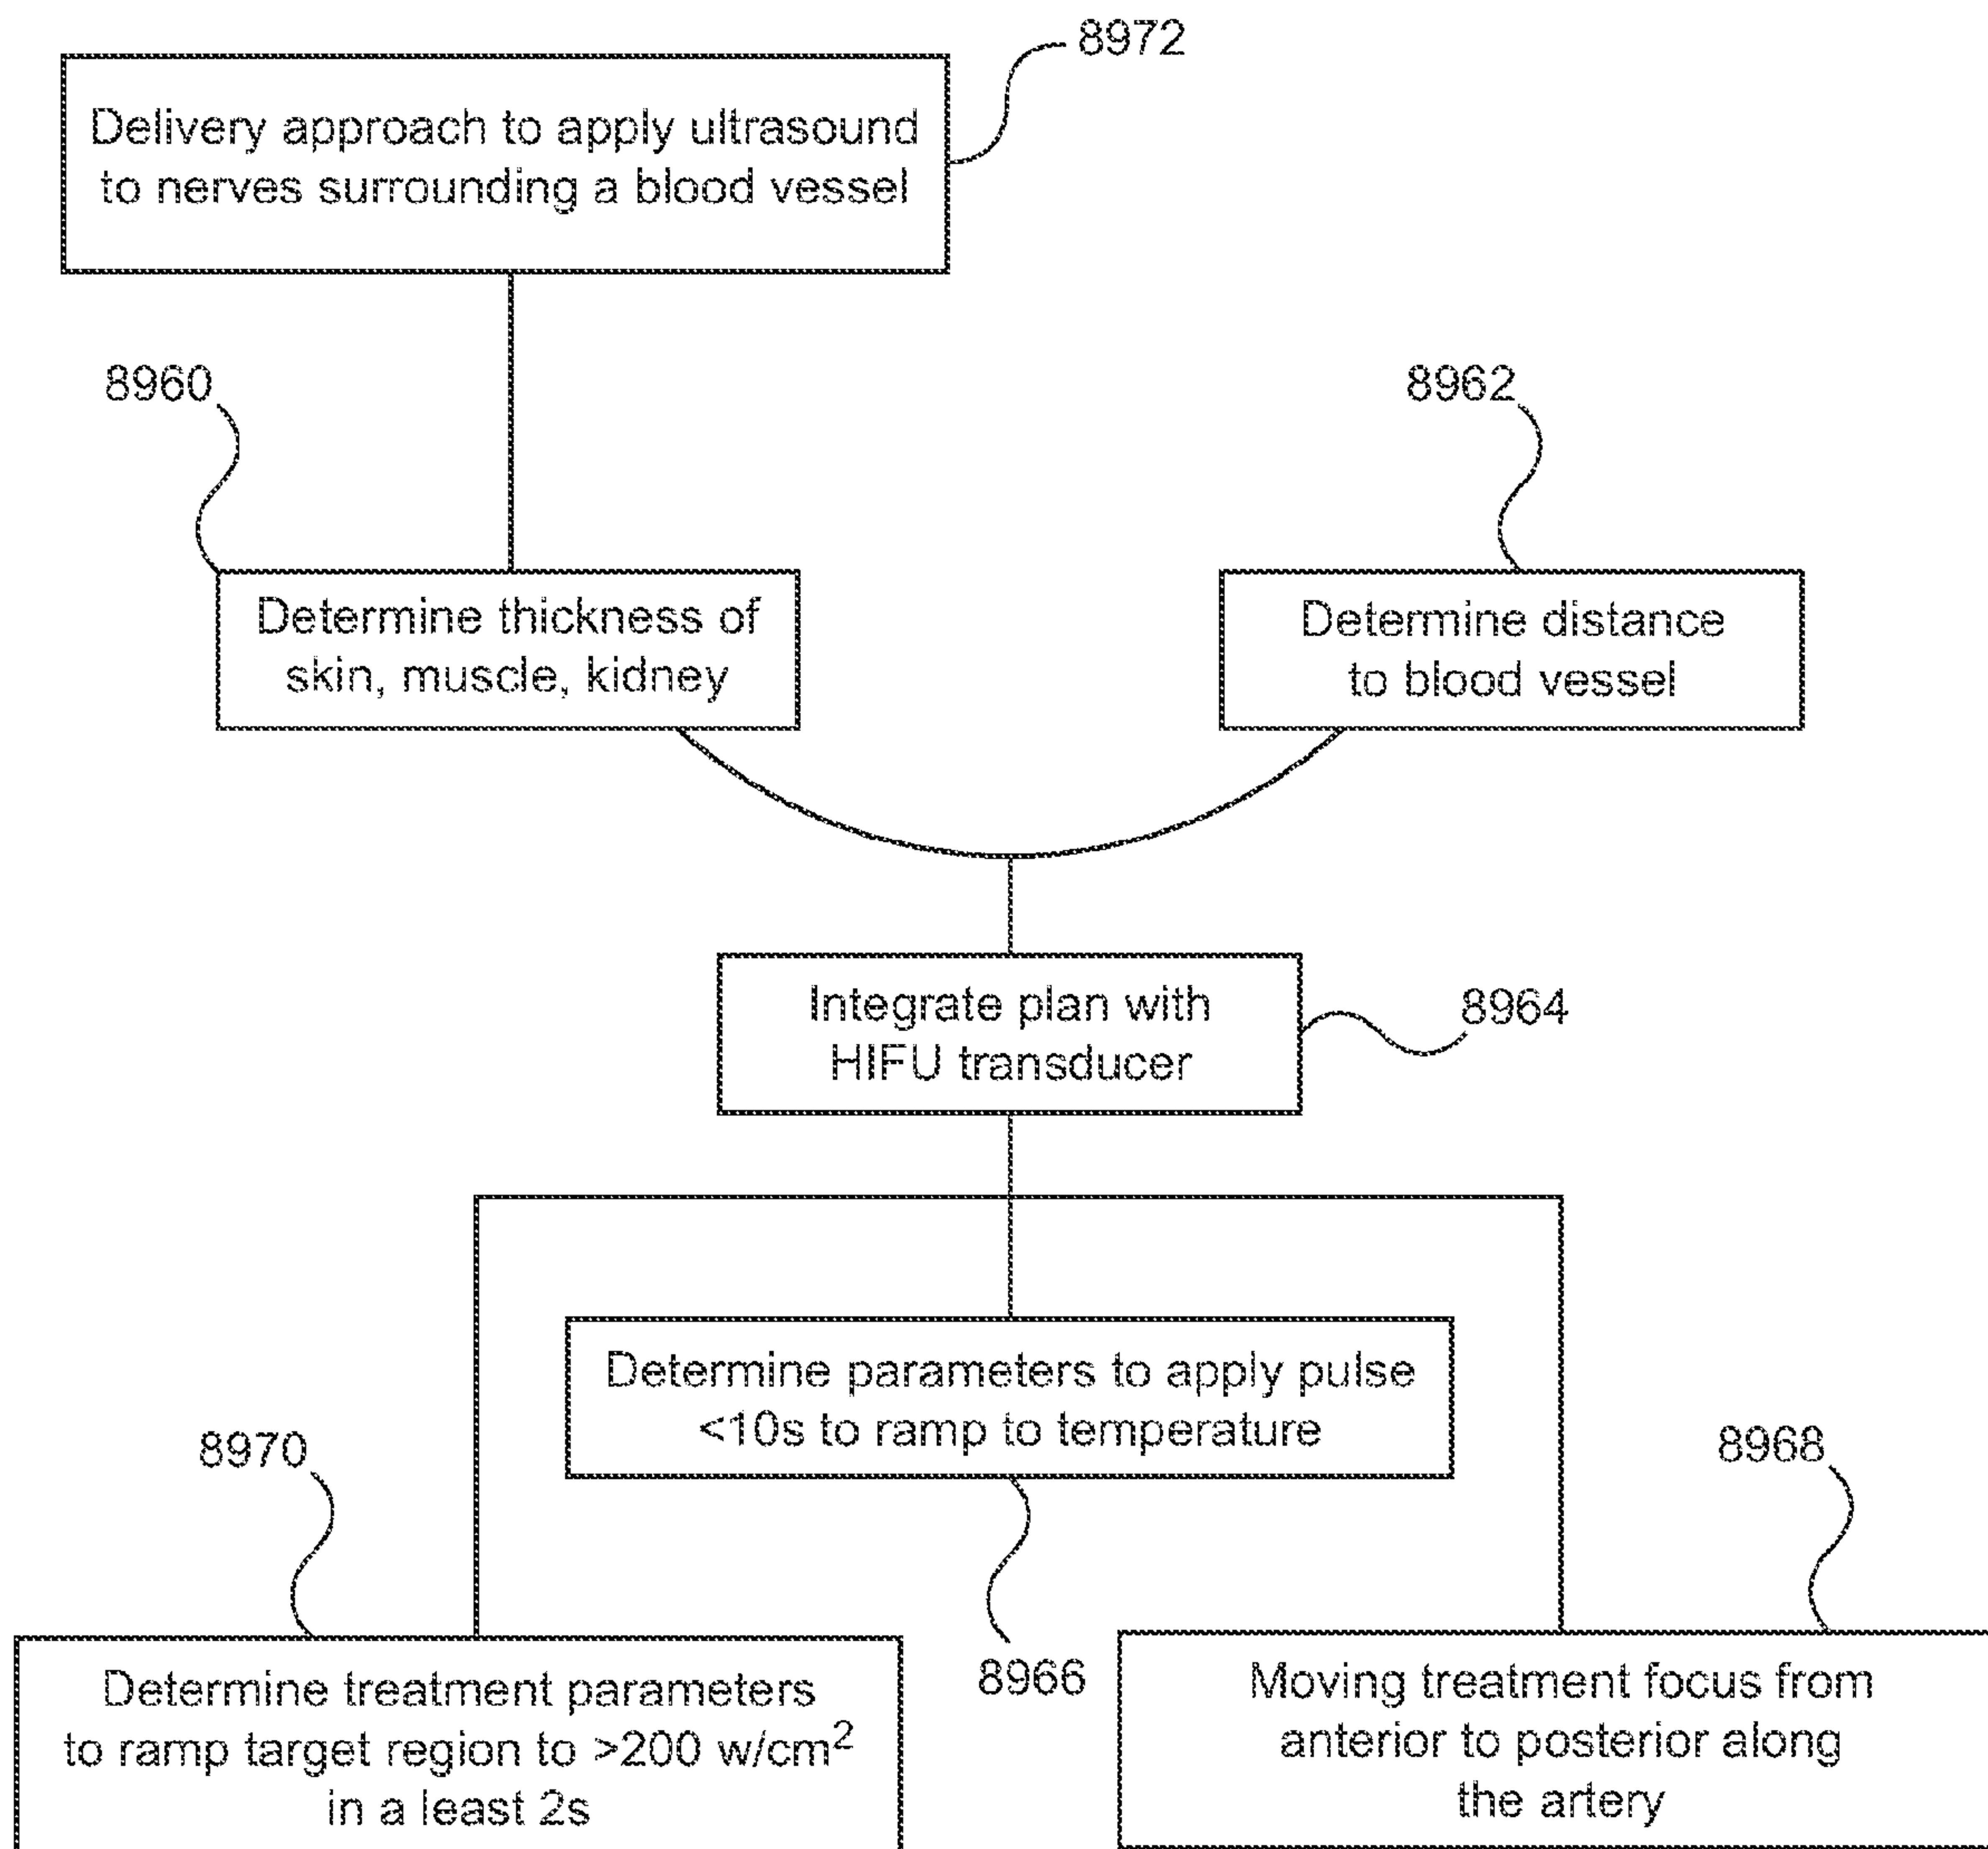 8972
Delivery approach to apply ultrasound
to nerves surrounding a blood vessel
8960
8962
Determine thickness of
skin, muscle, kidney
Determine distance
to blood vessel
Integrate plan with
HIFU transducer
8964
Determine parameters to apply pulse
<10s to ramp to temperature
8970
8968
8966
Determine treatment parameters
to ramp target region to >200 w/cm²
in a least 2s
Moving treatment focus from
anterior to posterior along
the artery